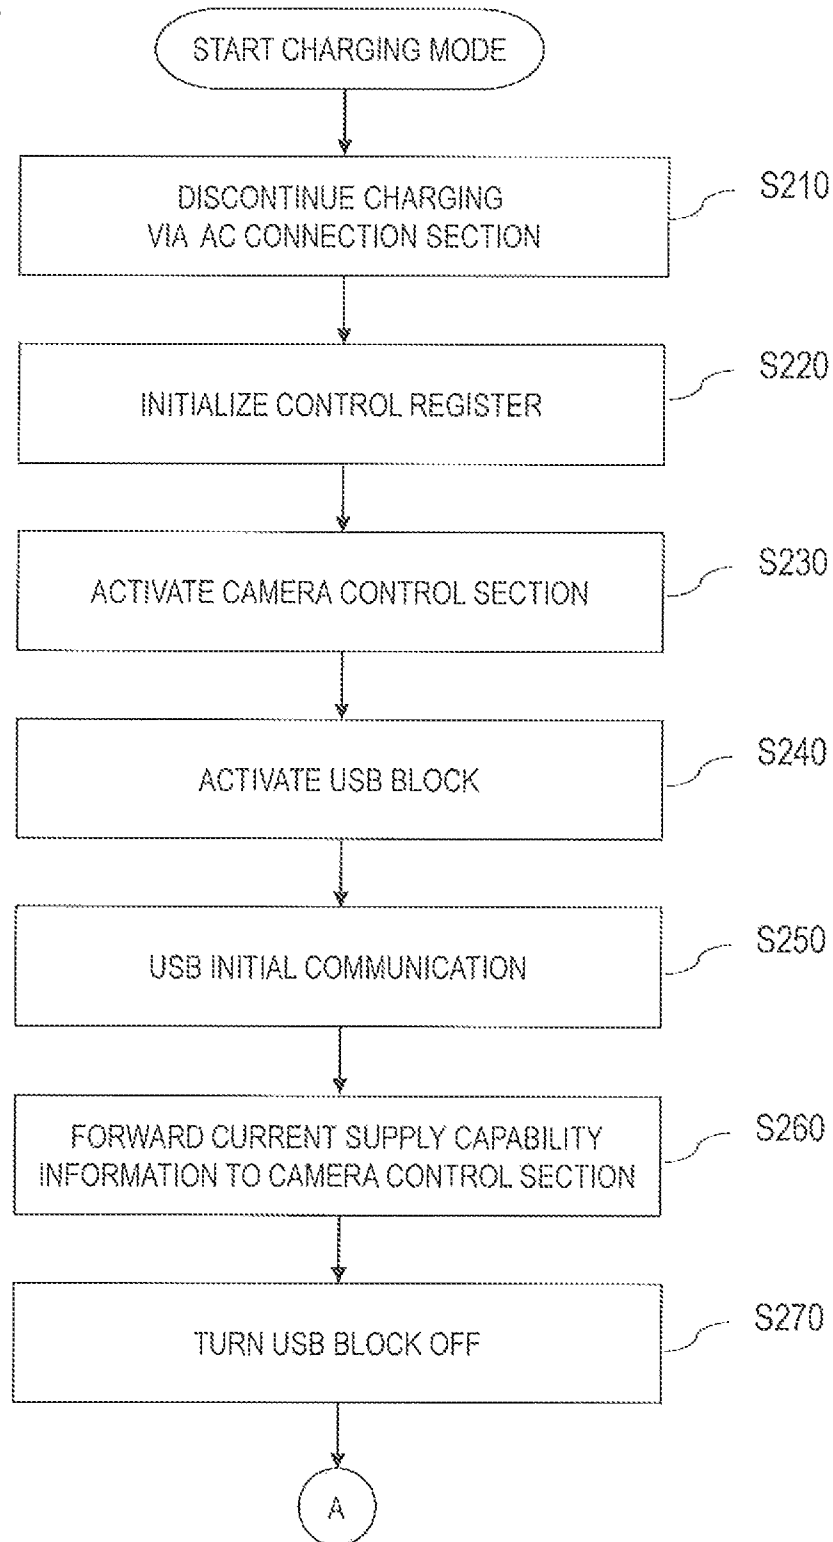 START CHARGING MODE
DISCONTINUE CHARGING
VIA AC CONNECTION SECTION
S210
INITIALIZE CONTROL REGISTER
S220
ACTIVATE CAMERA CONTROL SECTION
S230
ACTIVATE USB BLOCK
S240
USB INITIAL COMMUNICATION
S250
FORWARD CURRENT SUPPLY CAPABILITY
INFORMATION TO CAMERA CONTROL SECTION
S260
TURN USB BLOCK OFF
S270
A